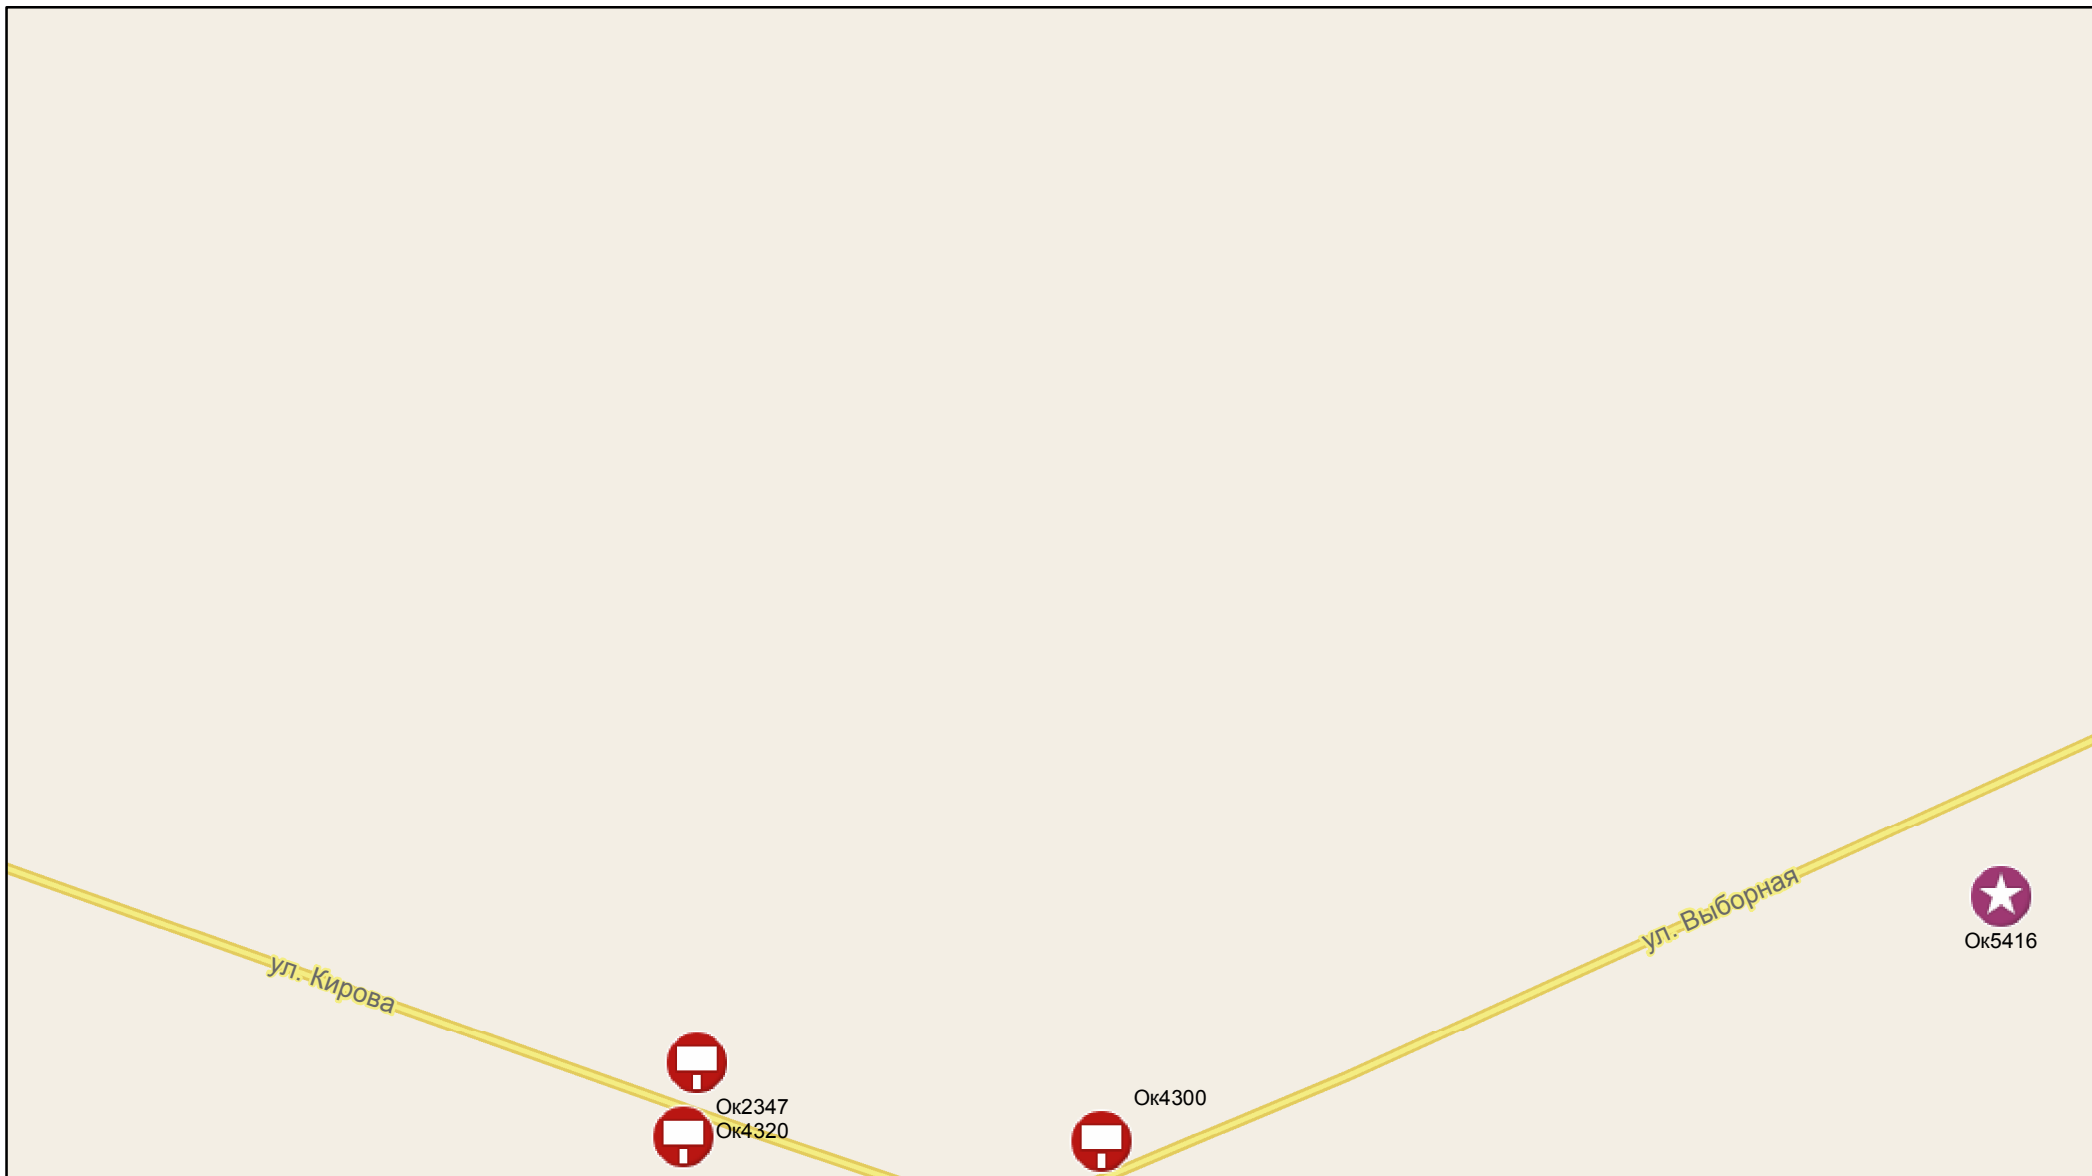 ул. Выборная
Ок5416
ул. Кирова
Ок4300
Ок2347
Ок4320